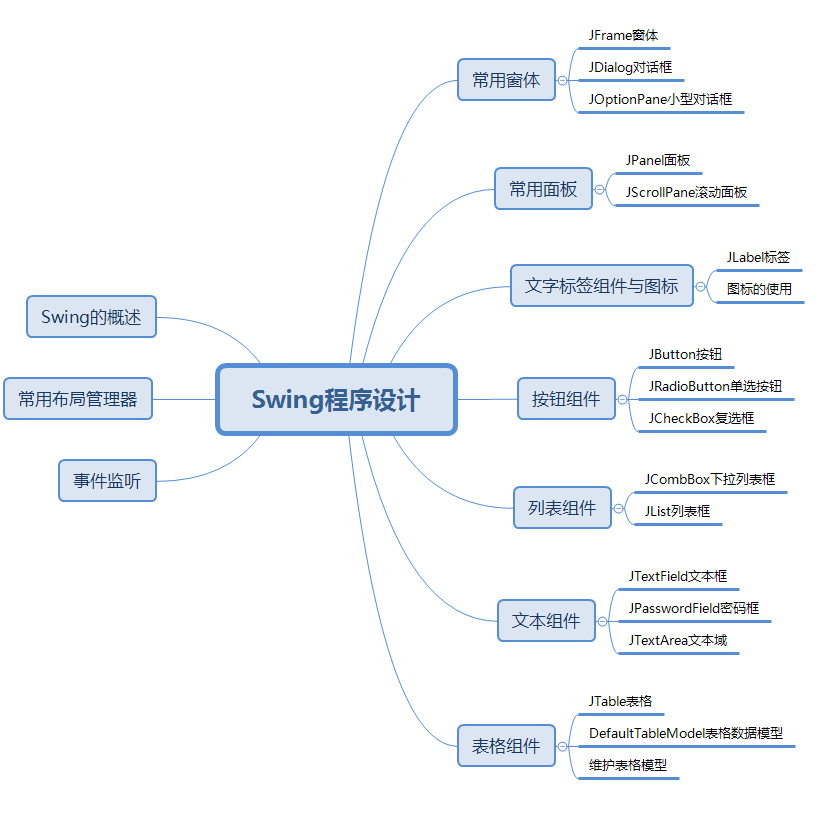 Swing程序设计
常用窗体
JFrame窗体
JDialog对话框
JOptionPane小型对话框
常用面板
JPanel面板
JScrollPane滚动面板
文字标签组件与图标
JLabel标签
图标的使用
按钮组件
JButton按钮
JRadioButton单选按钮
JCheckBox复选框
列表组件
JCombBox下拉列表框
JList列表框
文本组件
JTextField文本框
JPasswordField密码框
JTextArea文本域
表格组件
JTable表格
DefaultTableModel表格数据模型
维护表格模型
Swing的概述
常用布局管理器
事件监听